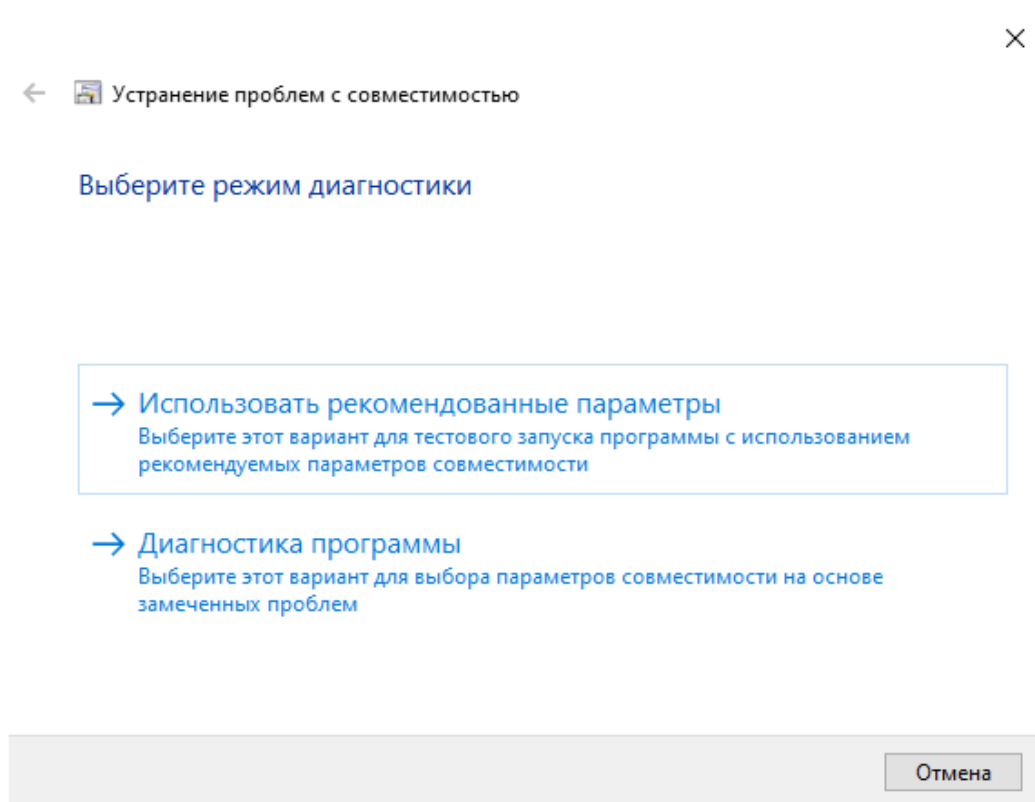 Устранение проблем с совместимостью
Выберите режим диагностики
Использовать рекомендованные параметры
Выберите этот вариант для тестового запуска программы с использованием
рекомендуемых параметров совместимости
Диагностика программы
Выберите этот вариант для выбора параметров совместимости на основе
замеченных проблем
Отмена